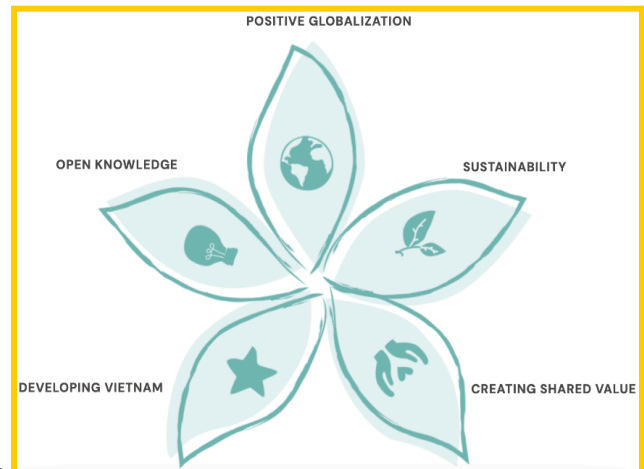 POSITIVE GLOBALIZATION
OPEN KNOWLEDGE
SUSTAINABILITY
DEVELOPING VIETNAM
CREATING SHARED VALUE